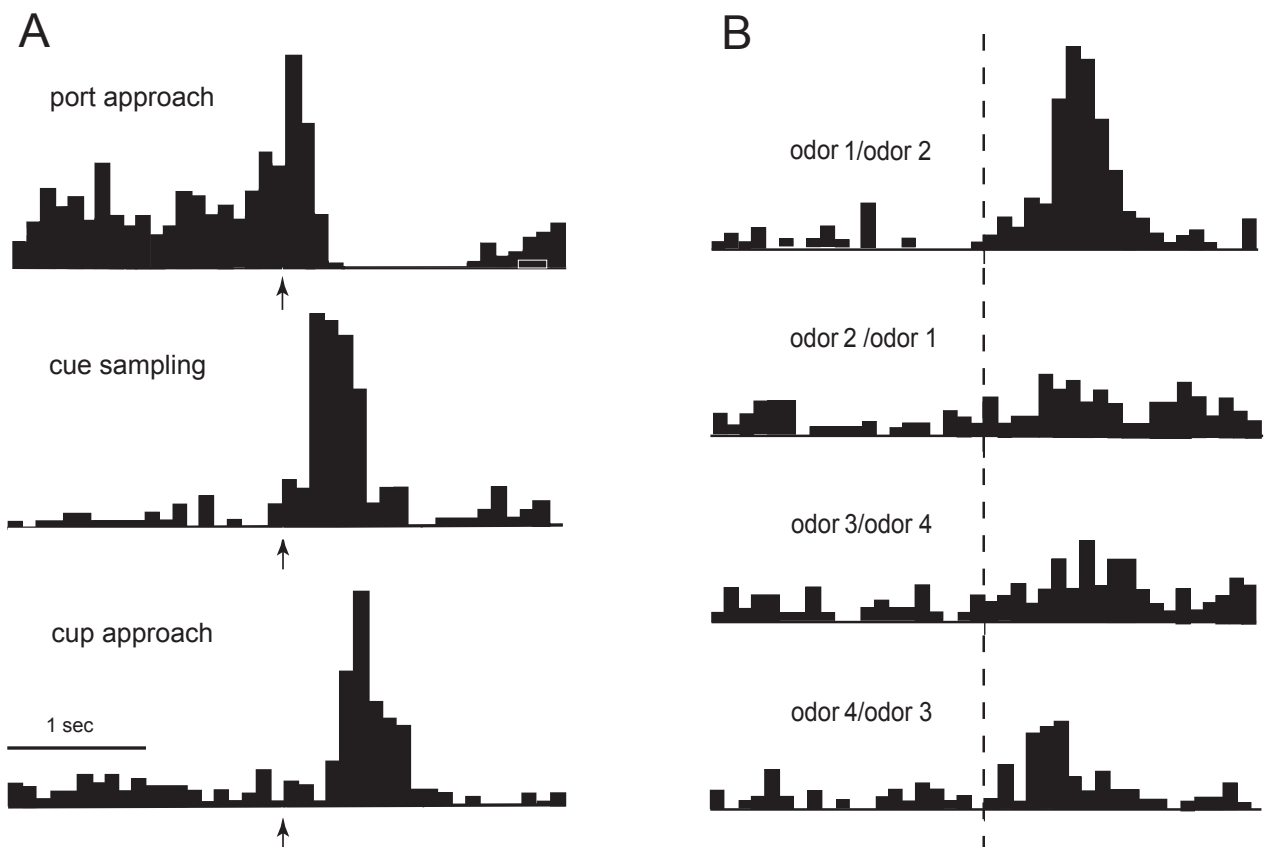 A
port approach
cue sampling
cup approach
1 sec
B
odor 1/odor 2
odor 2 /odor 1
odor 3/odor 4
odor 4/odor 3